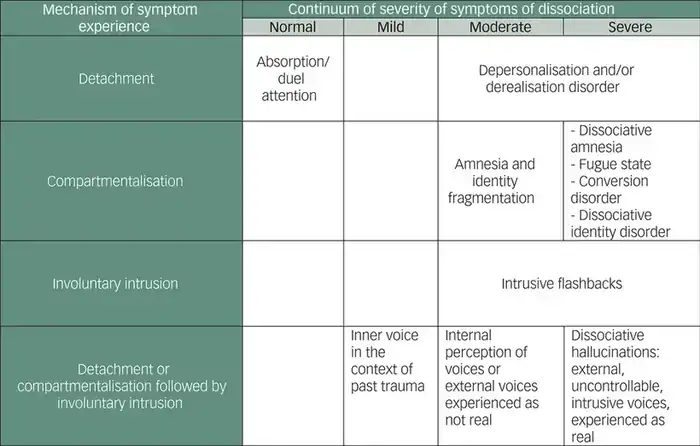 Mechanism of symptom
experience
Continuum of severity of symptoms of dissociation
Normal
Mild
Moderate
Severe
Detachment
Absorption/
duel
attention
Depersonalisation and/or
derealisation disorder
Compartmentalisation
Amnesia and
identity
fragmentation
- Dissociative
amnesia
- Fugue state
- Conversion
disorder
- Dissociative
identity disorder
Involuntary intrusion
Intrusive flashbacks
Detachment or
compartmentalisation followed by
involuntary intrusion
Inner voice
in the
context of
past trauma
Internal
perception of
voices or
external voices
experienced as
not real
Dissociative
hallucinations:
external,
uncontrollable,
intrusive voices,
experienced as
real